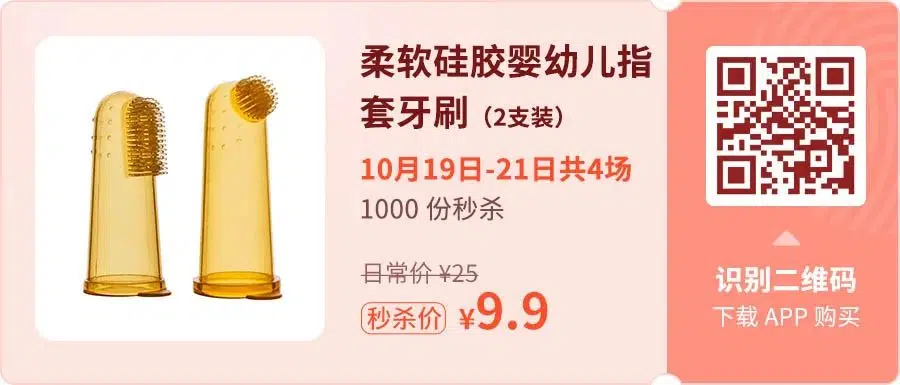 柔软硅胶婴幼儿指
套牙刷（2支装）
10月19日-21日共4场
1000 份秒杀
日常价 ¥25
秒杀价 ¥9.9
识别二维码
下载 APP 购买